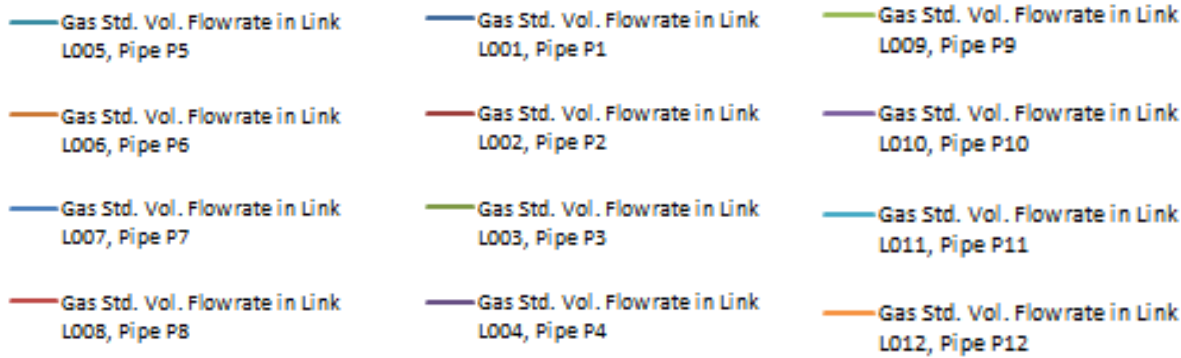 Gas Std. Vol. Flowrate in Link
L005, Pipe P5
Gas Std. Vol. Flowrate in Link
L006, Pipe P6
Gas Std. Vol. Flowrate in Link
L007, Pipe P7
Gas Std. Vol. Flowrate in Link
L008, Pipe P8
Gas Std. Vol. Flowrate in Link
L001, Pipe P1
Gas Std. Vol. Flowrate in Link
L002, Pipe P2
Gas Std. Vol. Flowrate in Link
L003, Pipe P3
Gas Std. Vol. Flowrate in Link
L004, Pipe P4
Gas Std. Vol. Flowrate in Link
L009, Pipe P9
Gas Std. Vol. Flowrate in Link
L010, Pipe P10
Gas Std. Vol. Flowrate in Link
L011, Pipe P11
Gas Std. Vol. Flowrate in Link
L012, Pipe P12